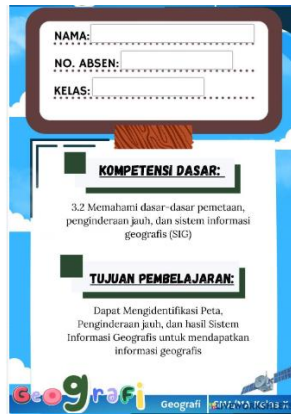 NAMA:
NO. ABSEN:
KELAS:
KOMPETENSI DASAR:
3.2 Memahami dasar-dasar pemetaan,
penginderaan jauh, dan sistem informasi
geografis (SIG)
TUJUAN PEMBELAJARAN:
Dapat Mengidentifikasi Peta,
Penginderaan jauh, dan hasil Sistem
Informasi Geografis untuk mendapatkan
informasi geografis
Geografi
Geografi